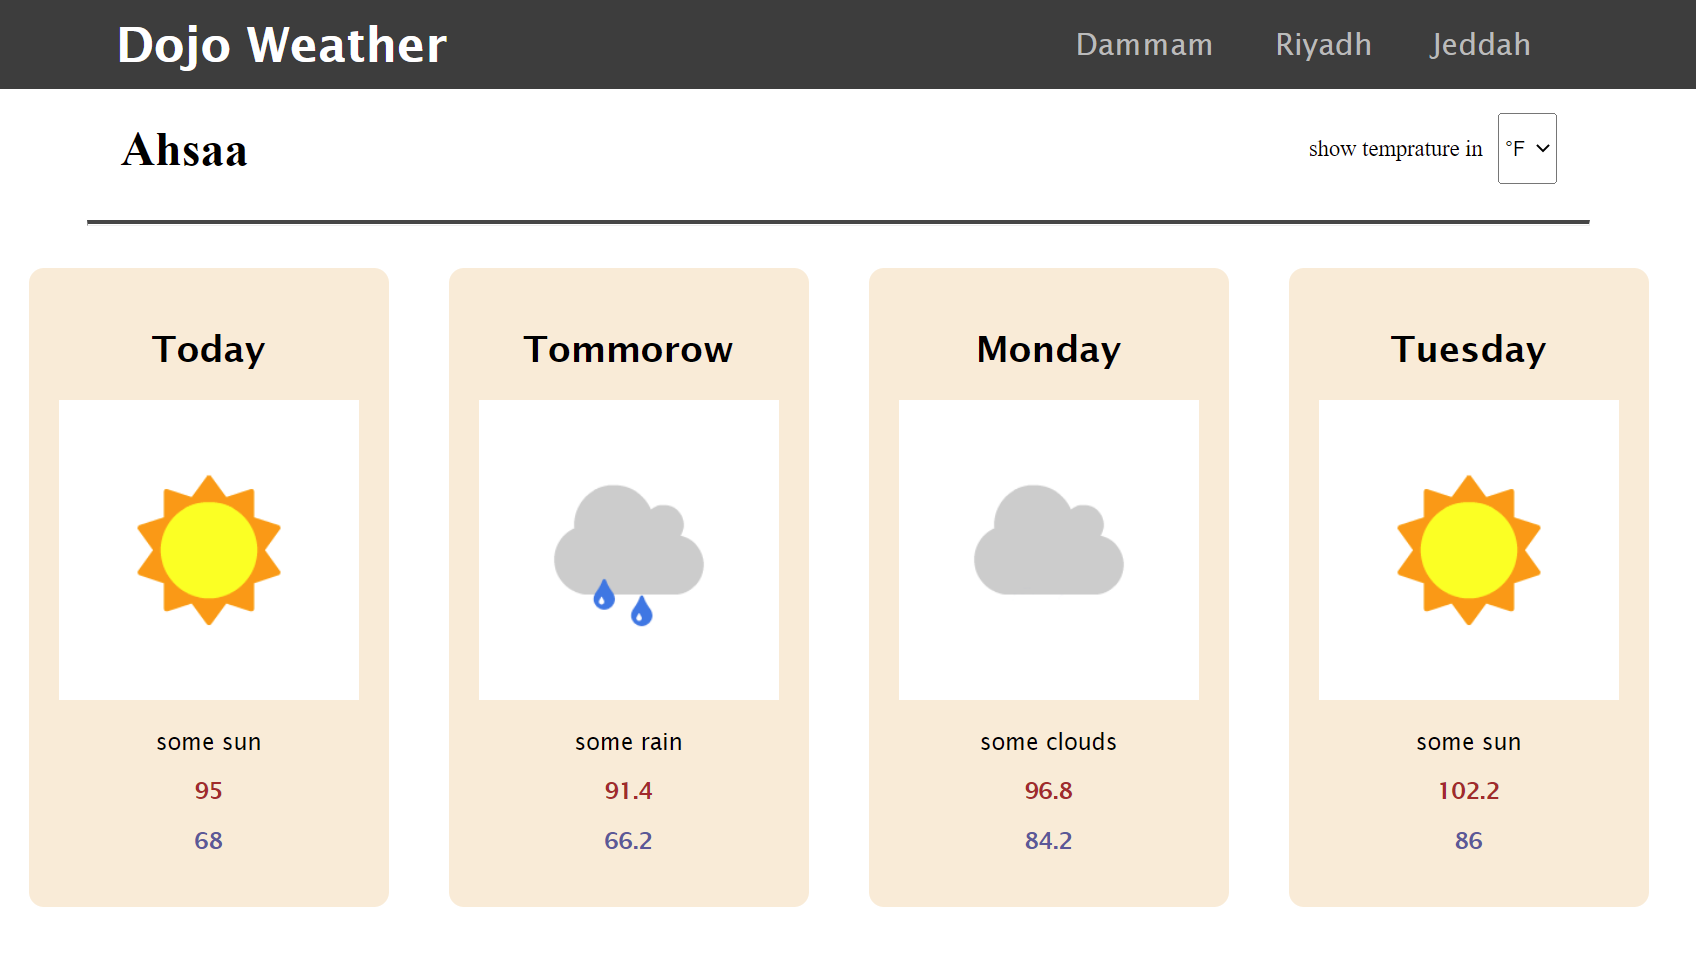 Dojo Weather
Dammam Riyadh Jeddah
Ahsaa
show temprature in °F
Today
some sun
95
68
Tommorow
some rain
91.4
66.2
Monday
some clouds
96.8
84.2
Tuesday
some sun
102.2
86